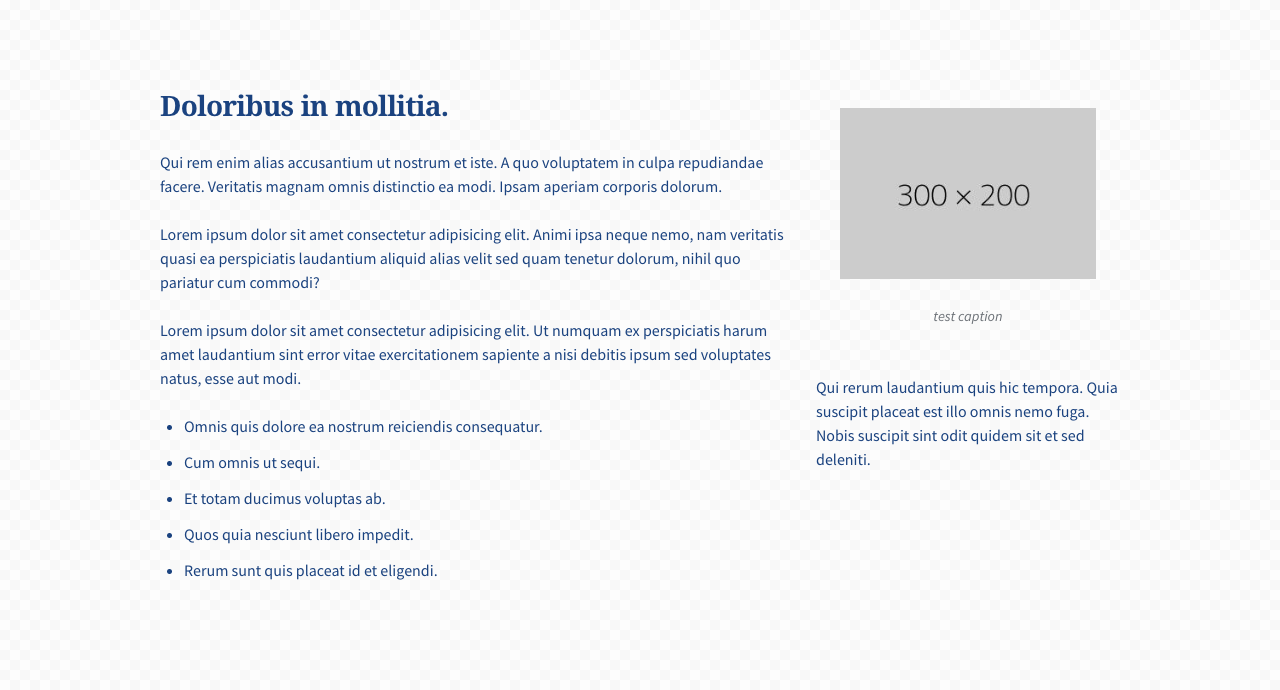 Doloribus in mollitia.
Qui rem enim alias accusantium ut nostrum et iste. A quo voluptatem in culpa repudiandae
facere. Veritatis magnam omnis distinctio ea modi. Ipsam aperiam corporis dolorum.
Lorem ipsum dolor sit amet consectetur adipisicing elit. Animi ipsa neque nemo, nam veritatis
quasi ea perspiciatis laudantium aliquid alias velit sed quam tenetur dolorum, nihil quo
pariatur cum commodi?
Lorem ipsum dolor sit amet consectetur adipisicing elit. Ut numquam ex perspiciatis harum
amet laudantium sint error vitae exercitationem sapiente a nisi debitis ipsum sed voluptates
natus, esse aut modi.
• Omnis quis dolore ea nostrum reiciendis consequatur.
• Cum omnis ut sequi.
• Et totam ducimus voluptas ab.
• Quos quia nesciunt libero impedit.
• Rerum sunt quis placeat id et eligendi.
300 × 200
test caption
Qui rerum laudantium quis hic tempora. Quia
suscipit placeat est illo omnis nemo fuga.
Nobis suscipit sint odit quidem sit et sed
deleniti.